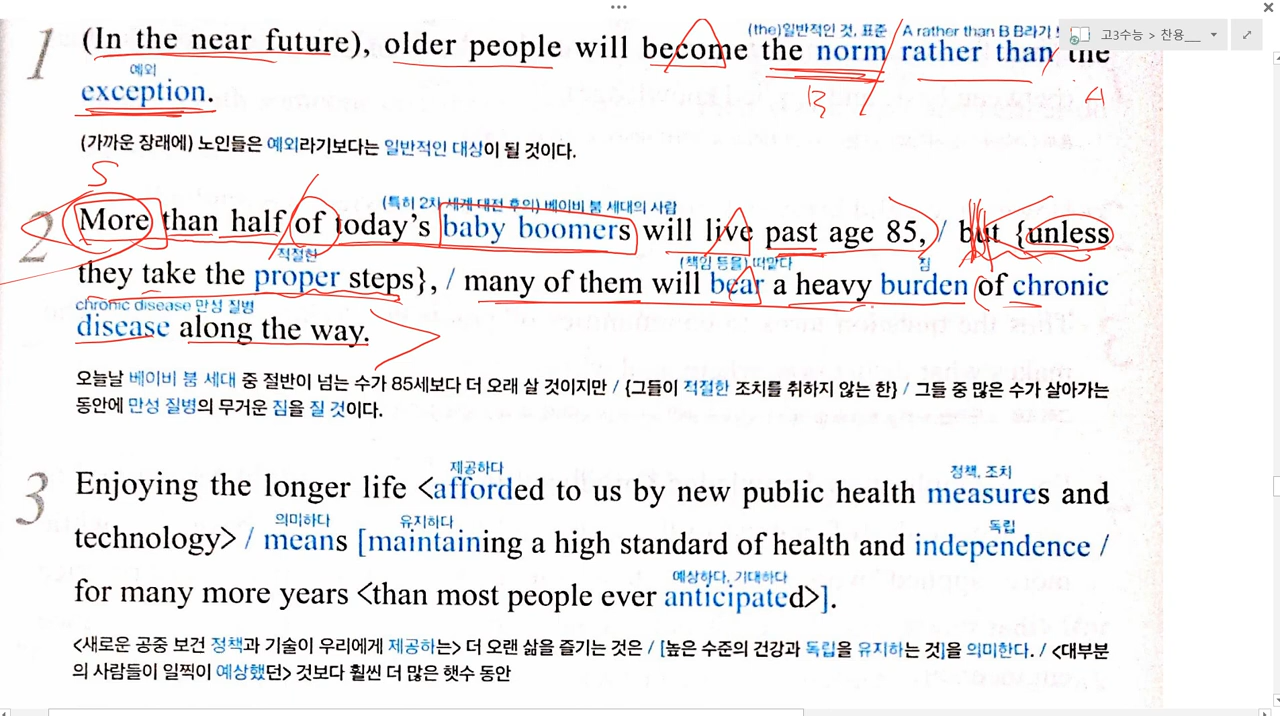 고3수능 > 찬용__
(the)일반적인 것, 표준 A rather than B B라기
1 (In the near future), older people will become the norm rather than the
예외
B A
exception.
(가까운 장래에) 노인들은 예외라기보다는 일반적인 대상이 될 것이다.
S
(특히 2차 세계 대전 후의) 베이비 붐 세대의 사람
2 More than half of today's baby boomers will live past age 85, / but {unless
적절한 (책임 등을) 떠맡다 짐
they take the proper steps}, / many of them will bear a heavy burden of chronic
chronic disease 만성 질병
disease along the way.
오늘날 베이비 붐 세대 중 절반이 넘는 수가 85세보다 더 오래 살 것이지만 / {그들이 적절한 조치를 취하지 않는 한} / 그들 중 많은 수가 살아가는
동안에 만성 질병의 무거운 짐을 질 것이다.
제공하다 정책, 조치
3 Enjoying the longer life <afforded to us by new public health measures and
의미하다 유지하다 독립
technology> / means [maintaining a high standard of health and independence /
예상하다, 기대하다
for many more years <than most people ever anticipated>].
<새로운 공중 보건 정책과 기술이 우리에게 제공하는> 더 오랜 삶을 즐기는 것은 / [높은 수준의 건강과 독립을 유지하는 것]을 의미한다. / <대부분
의 사람들이 일찍이 예상했던> 것보다 훨씬 더 많은 햇수 동안